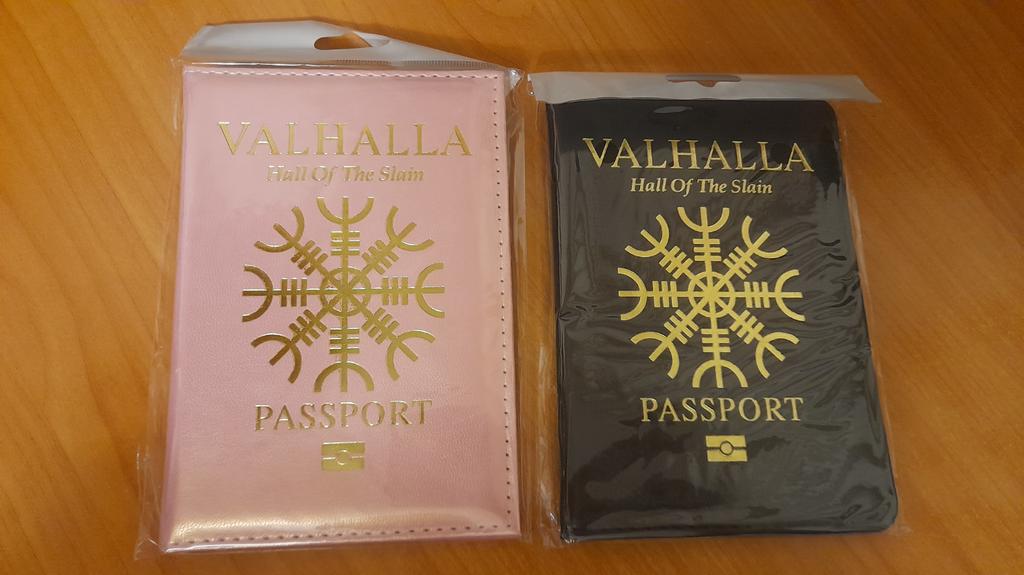 VALHALLA
Hall Of The Slain
PASSPORT
VALHALLA
Hall Of The Slain
PASSPORT